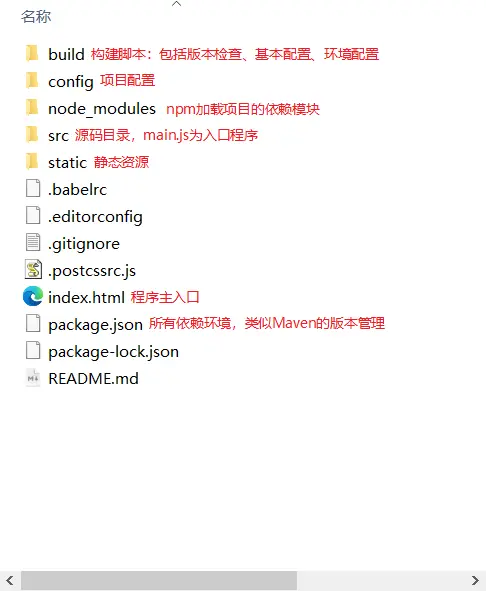 名称
build 构建脚本：包括版本检查、基本配置、环境配置
config 项目配置
node_modules npm加载项目的依赖模块
src 源码目录，main.js为入口程序
static 静态资源
.babelrc
.editorconfig
.gitignore
.postcssrc.js
index.html 程序主入口
package.json 所有依赖环境，类似Maven的版本管理
package-lock.json
README.md